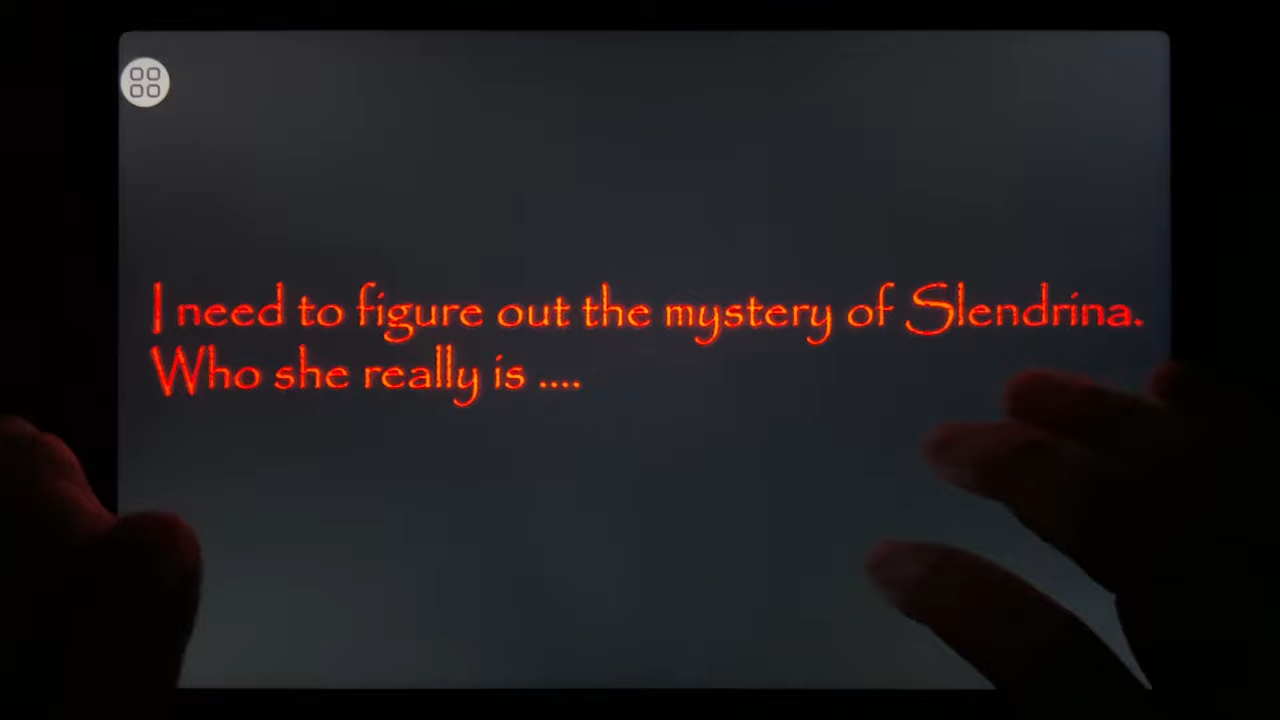 I need to figure out the mystery of Slendrina.
Who she really is ....